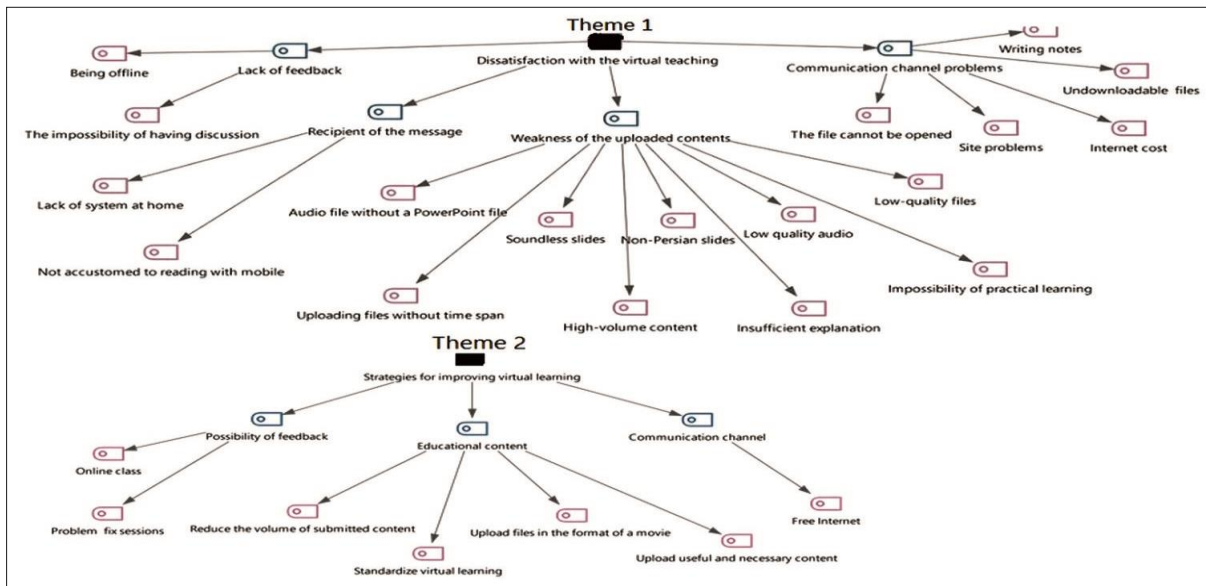 Theme 1
Writing notes
Being offline
Lack of feedback
Dissatisfaction with the virtual teaching
Communication channel problems
Undownloadable files
The impossibility of having discussion
Recipient of the message
Weakness of the uploaded contents
The file cannot be opened
Site problems
Internet cost
Lack of system at home
Audio file without a PowerPoint file
Low-quality files
Soundless slides
Non-Persian slides
Low quality audio
Not accustomed to reading with mobile
Impossibility of practical learning
Uploading files without time span
High-volume content
Insufficient explanation
Theme 2
Strategies for improving virtual learning
Possibility of feedback
Educational content
Communication channel
Online class
Problem fix sessions
Reduce the volume of submitted content
Upload files in the format of a movie
Free Internet
Standardize virtual learning
Upload useful and necessary content